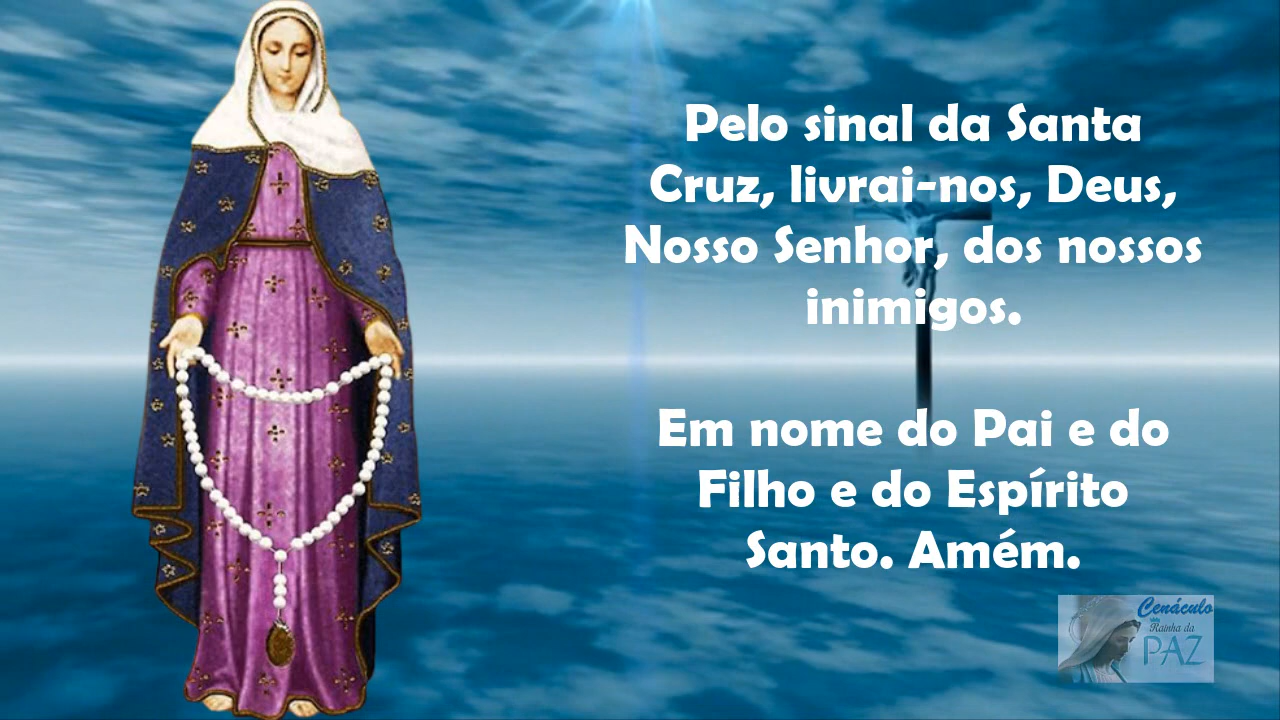 Pelo sinal da Santa
Cruz, livrai-nos, Deus,
Nosso Senhor, dos nossos
inimigos.
Em nome do Pai e do
Filho e do Espírito
Santo. Amém.
Cenáculo
Rainha da
PAZ